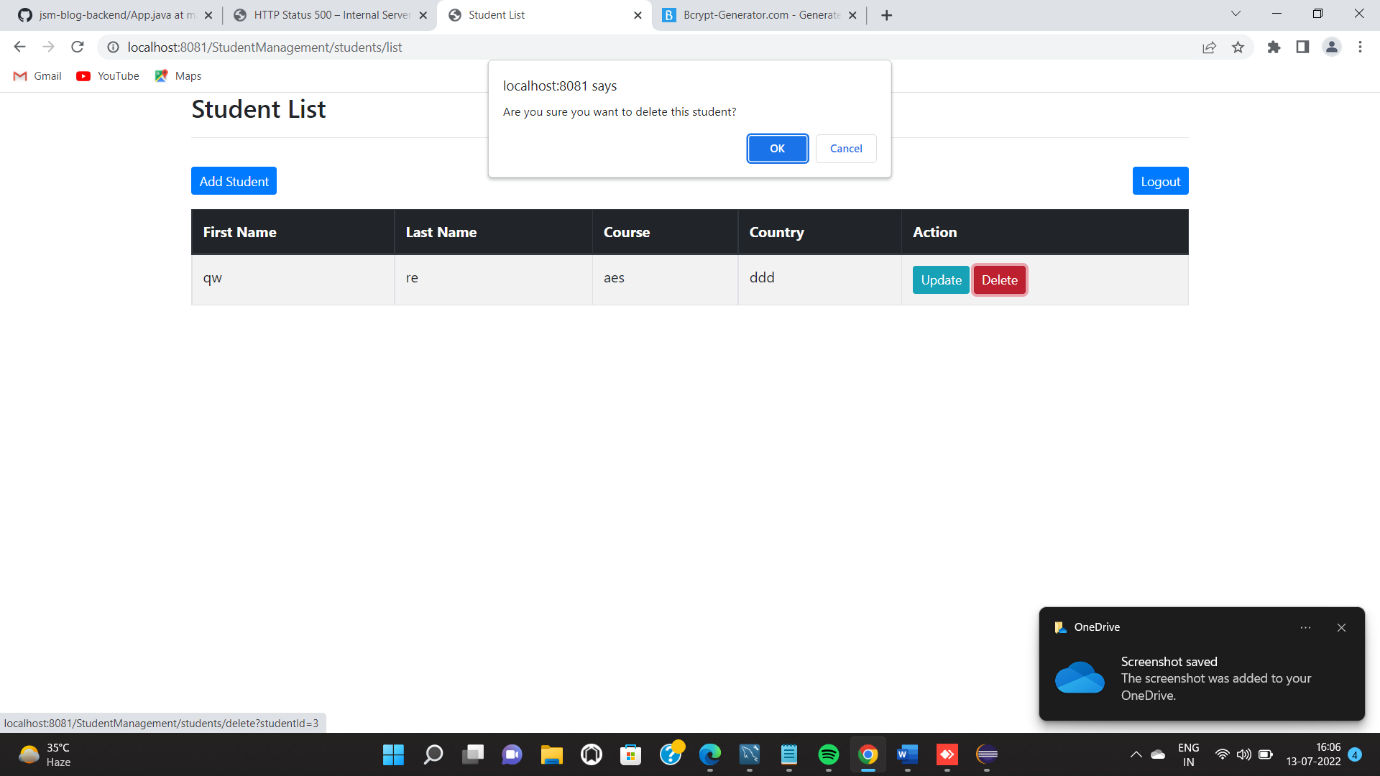 jsm-blog-backend/App.java at m
HTTP Status 500 – Internal Server
Student List
Bcrypt-Generator.com - Generate
localhost:8081/StudentManagement/students/list
Gmail
YouTube
Maps
localhost:8081 says
Are you sure you want to delete this student?
OK
Cancel
Student List
Add Student
Logout
First Name Last Name Course Country Action
qw re aes ddd Update Delete
OneDrive
Screenshot saved
The screenshot was added to your
OneDrive.
localhost:8081/StudentManagement/students/delete?studentId=3
35°C
Haze
ENG
IN
16:06
13-07-2022
4